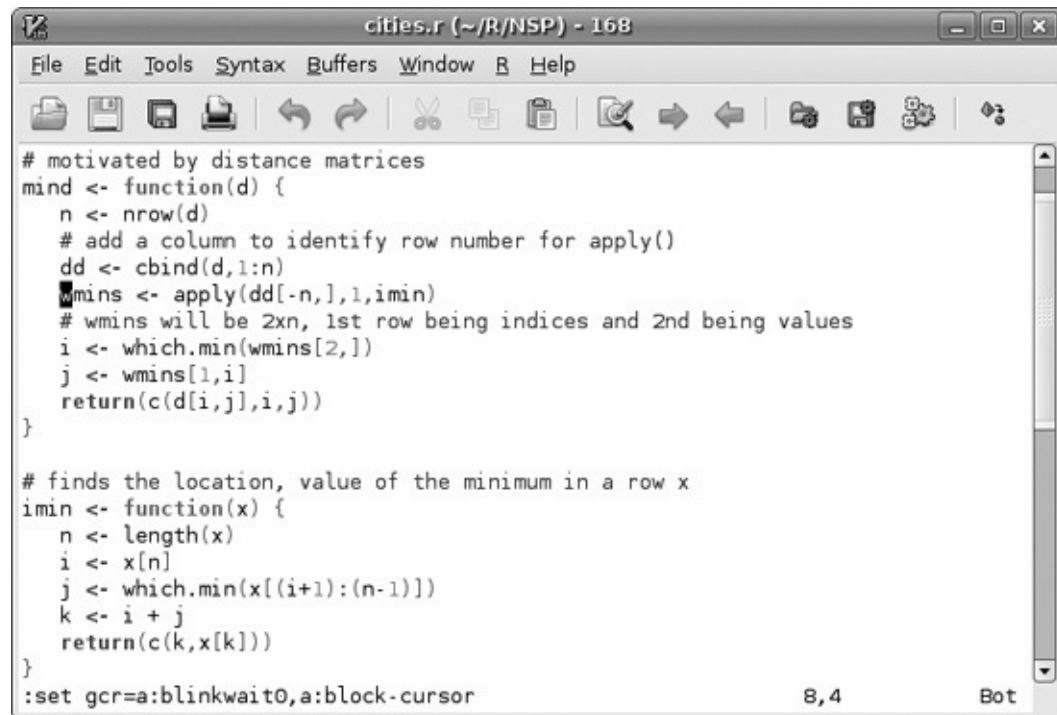 cities.r (~/R/NSP) - 168
File Edit Tools Syntax Buffers Window R Help
# motivated by distance matrices
mind <- function(d) {
   n <- nrow(d)
   # add a column to identify row number for apply()
   dd <- cbind(d,1:n)
   wmins <- apply(dd[-n,],1,imin)
   # wmins will be 2xn, 1st row being indices and 2nd being values
   i <- which.min(wmins[2,])
   j <- wmins[1,i]
   return(c(d[i,j],i,j))
}

# finds the location, value of the minimum in a row x
imin <- function(x) {
   n <- length(x)
   i <- x[n]
   j <- which.min(x[(i+1):(n-1)])
   k <- i + j
   return(c(k,x[k]))
}
:set gcr=a:blinkwait0,a:block-cursor 8,4 Bot